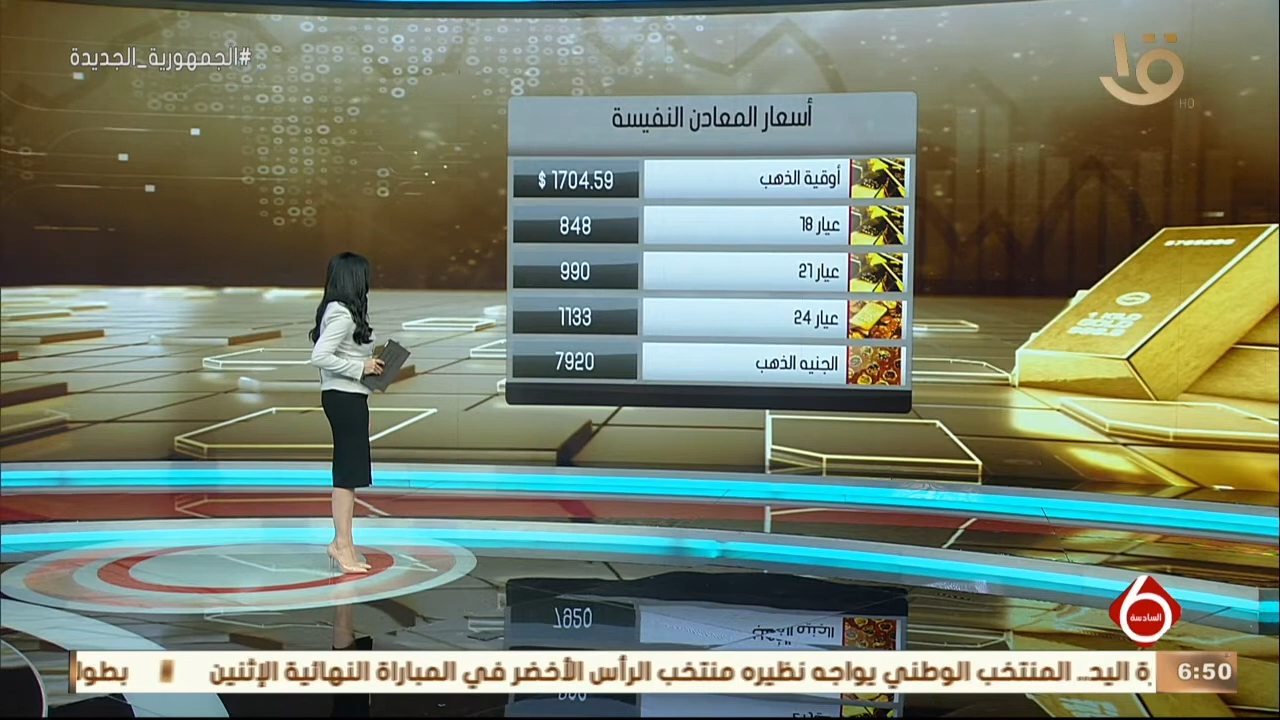 #الجمهورية_الجديدة
HD
أسعار المعادن النفيسة
أوقية الذهب $ 1704.59
عيار 18 848
عيار 21 990
عيار 24 1133
الجنيه الذهب 7920
السادسة
6:50 ة اليد.. المنتخب الوطني يواجه نظيره منتخب الرأس الأخضر في المباراة النهائية الإثنين